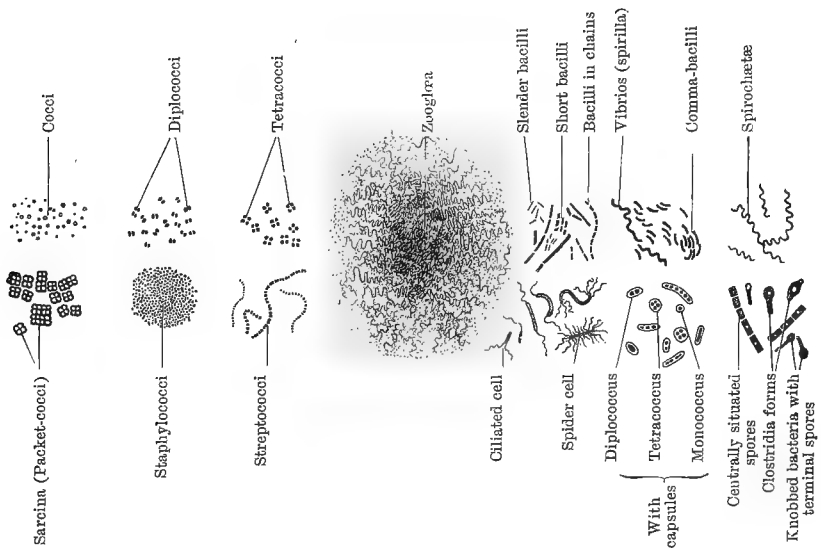 Sarcina (Packet-cocci)
Cocci
Staphylococci
Diplococci
Streptococci
Tetracocci
Zooglœa
Ciliated cell
Slender bacilli
Spider cell
Short bacilli
Bacilli in chains
Diplococcus
Vibrios (spirilla)
With
capsules
Tetracoccus
Monococcus
Comma-bacilli
Centrally situated
spores
Spirochætæ
Clostridia forms
Knobbed bacteria with
terminal spores